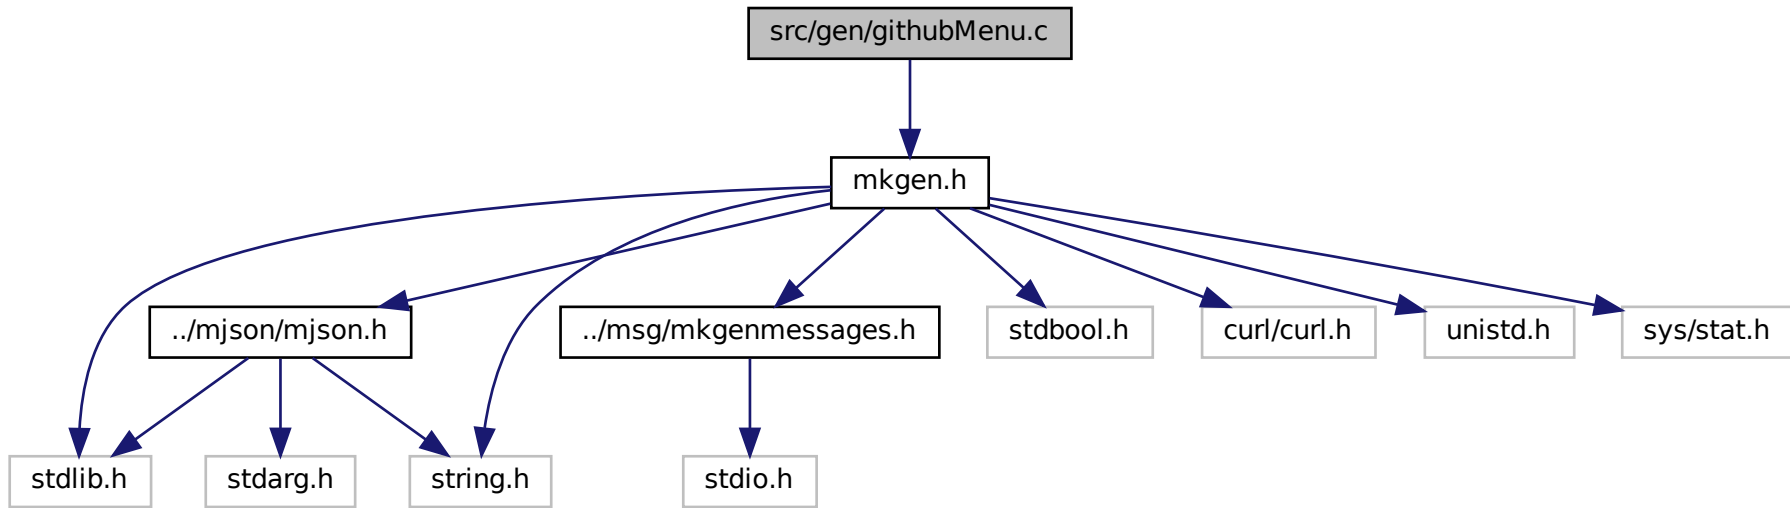 src/gen/githubMenu.c
mkgen.h
../mjson/mjson.h
../msg/mkgenmessages.h
stdbool.h
curl/curl.h
unistd.h
sys/stat.h
stdlib.h
stdarg.h
string.h
stdio.h